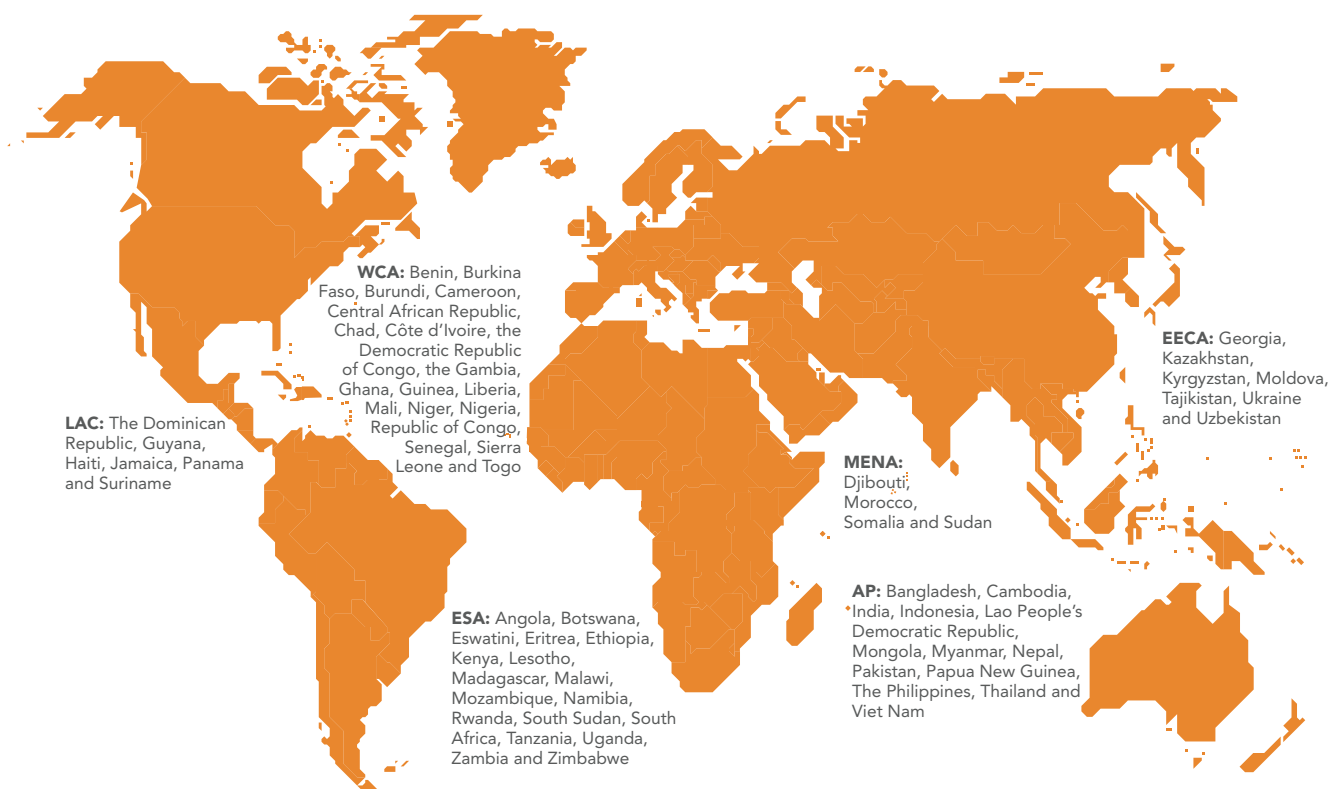 WCA: Benin, Burkina
Faso, Burundi, Cameroon,
Central African Republic,
Chad, Côte d’Ivoire, the
Democratic Republic
of Congo, the Gambia,
Ghana, Guinea, Liberia,
Mali, Niger, Nigeria,
Republic of Congo,
Senegal, Sierra
Leone and Togo
EECA: Georgia,
Kazakhstan,
Kyrgyzstan, Moldova,
Tajikistan, Ukraine
and Uzbekistan
LAC: The Dominican
Republic, Guyana,
Haiti, Jamaica, Panama
and Suriname
MENA:
Djibouti,
Morocco,
Somalia and Sudan
ESA: Angola, Botswana,
Eswatini, Eritrea, Ethiopia,
Kenya, Lesotho,
Madagascar, Malawi,
Mozambique, Namibia,
Rwanda, South Sudan, South
Africa, Tanzania, Uganda,
Zambia and Zimbabwe
AP: Bangladesh, Cambodia,
India, Indonesia, Lao People’s
Democratic Republic,
Mongola, Myanmar, Nepal,
Pakistan, Papua New Guinea,
The Philippines, Thailand and
Viet Nam